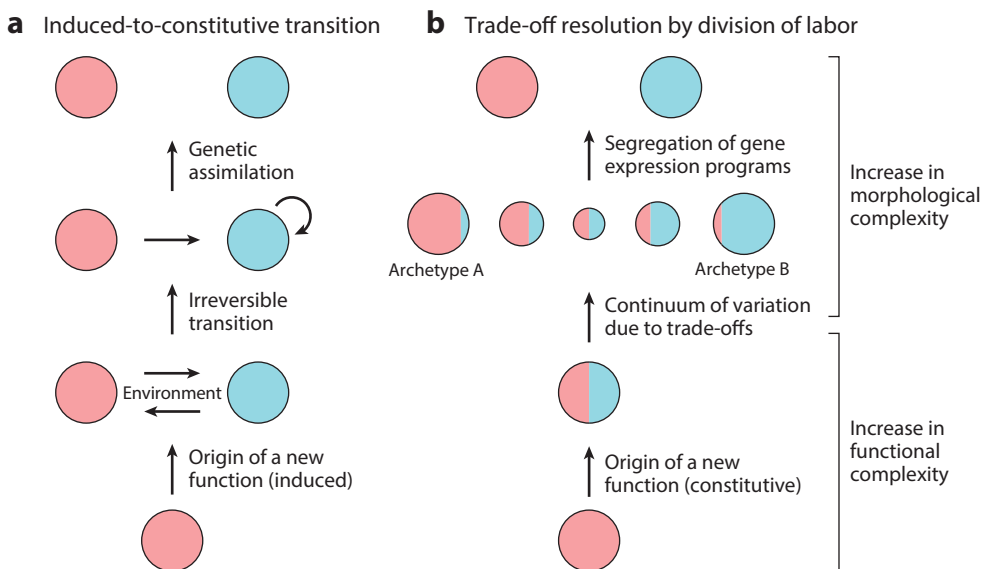 a Induced-to-constitutive transition
Genetic
assimilation
Irreversible
transition
Environment
Origin of a new
function (induced)
b Trade-off resolution by division of labor
Segregation of gene
expression programs
Archetype A
Archetype B
Continuum of variation
due to trade-offs
Origin of a new
function (constitutive)
Increase in
morphological
complexity
Increase in
functional
complexity